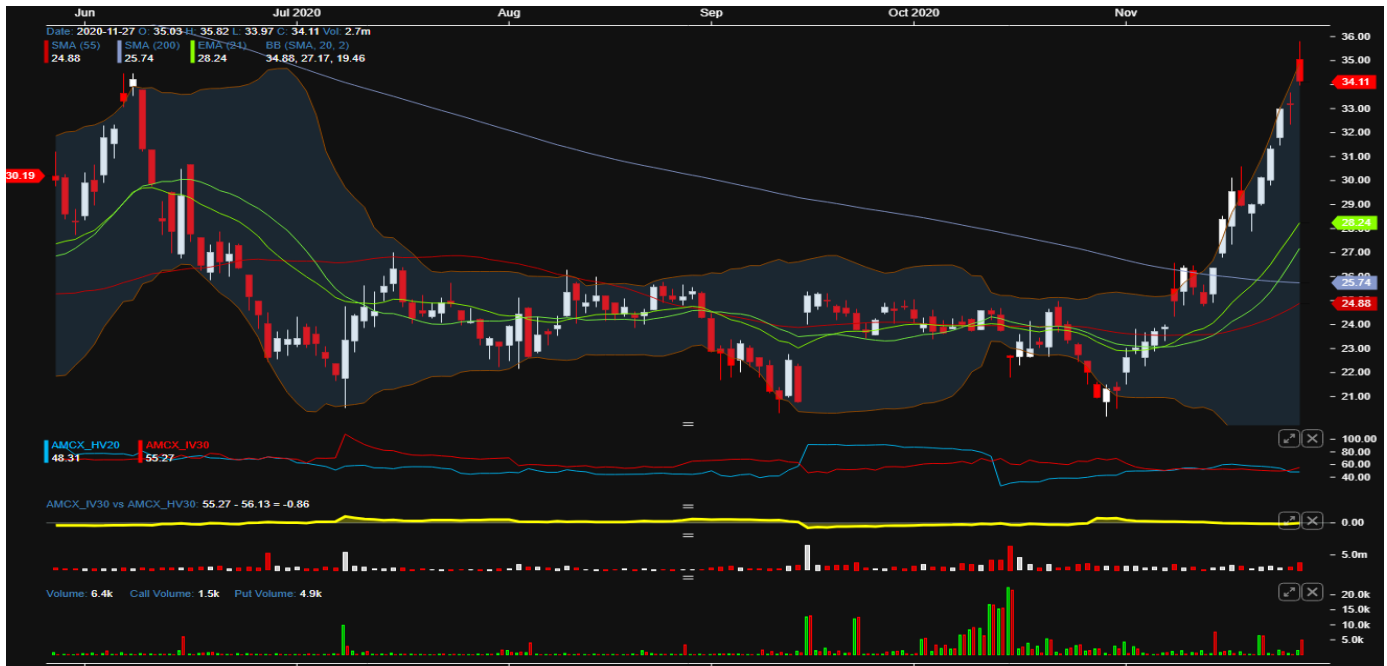 Jun Jul 2020 Aug Sep Oct 2020 Nov
Date: 2020-11-27 O: 35.03 H: 35.82 L: 33.97 C: 34.11 Vol: 2.7m
SMA (55) SMA (200) EMA (21) BB (SMA, 20, 2)
24.88 25.74 28.24 34.88, 27.17, 19.46
36.00
35.00
34.11
33.00
32.00
31.00
30.19
30.00
29.00
28.24
27.00
25.74
24.88
24.00
23.00
22.00
21.00
AMCX_HV20 AMCX_IV30
48.31 55.27
100.00
80.00
60.00
40.00
AMCX_IV30 vs AMCX_HV30: 55.27 - 56.13 = -0.86
0.00
5.0m
Volume: 6.4k Call Volume: 1.5k Put Volume: 4.9k
20.0k
15.0k
10.0k
5.0k